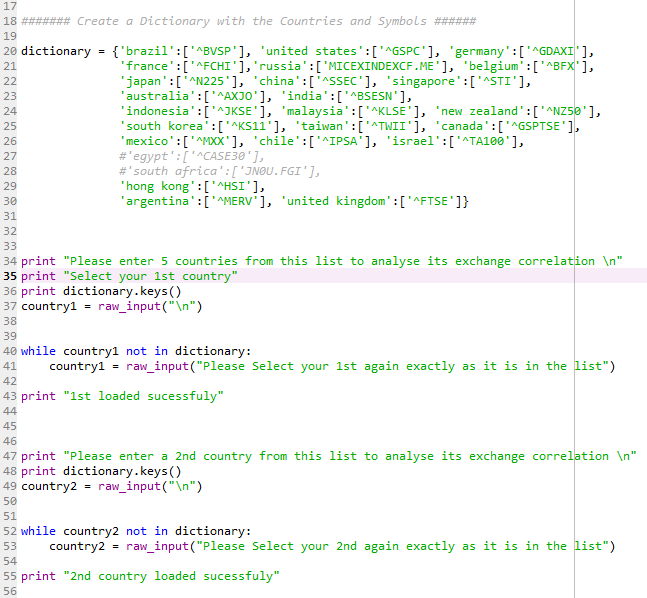 17
18 ####### Create a Dictionary with the Countries and Symbols ######
19
20 dictionary = {'brazil':['^BVSP'], 'united states':['^GSPC'], 'germany':['^GDAXI'],
21               'france':['^FCHI'],'russia':['MICEXINDEXCF.ME'], 'belgium':['^BFX'],
22               'japan':['^N225'], 'china':['^SSEC'], 'singapore':['^STI'],
23               'australia':['^AXJO'], 'india':['^BSESN'],
24               'indonesia':['^JKSE'], 'malaysia':['^KLSE'], 'new zealand':['^NZ50'],
25               'south korea':['^KS11'], 'taiwan':['^TWII'], 'canada':['^GSPTSE'],
26               'mexico':['^MXX'], 'chile':['^IPSA'], 'israel':['^TA100'],
27               #'egypt':['^CASE30'],
28               #'south africa':['JN0U.FGI'],
29               'hong kong':['^HSI'],
30               'argentina':['^MERV'], 'united kingdom':['^FTSE']}
31
32
33
34 print "Please enter 5 countries from this list to analyse its exchange correlation \n"
35 print "Select your 1st country"
36 print dictionary.keys()
37 country1 = raw_input("\n")
38
39
40 while country1 not in dictionary:
41     country1 = raw_input("Please Select your 1st again exactly as it is in the list")
42
43 print "1st loaded sucessfuly"
44
45
46
47 print "Please enter a 2nd country from this list to analyse its exchange correlation \n"
48 print dictionary.keys()
49 country2 = raw_input("\n")
50
51
52 while country2 not in dictionary:
53     country2 = raw_input("Please Select your 2nd again exactly as it is in the list")
54
55 print "2nd country loaded sucessfuly"
56